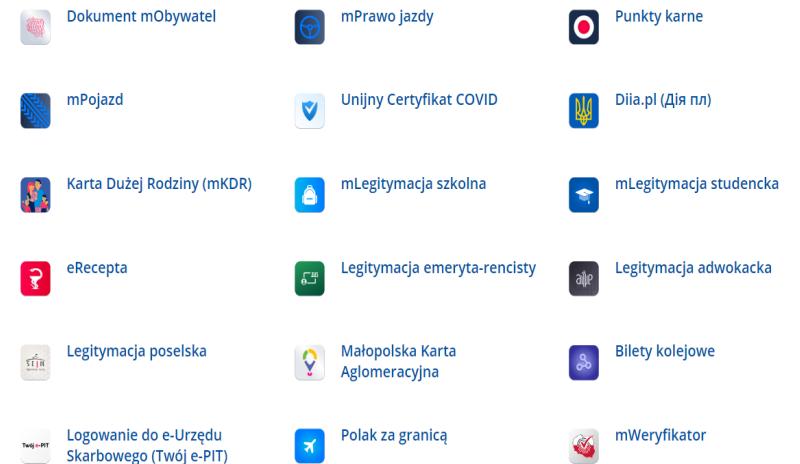 Dokument mObywatel
mPrawo jazdy
Punkty karne
mPojazd
Unijny Certyfikat COVID
Diia.pl (Дія пл)
Karta Dużej Rodziny (mKDR)
mLegitymacja szkolna
mLegitymacja studencka
eRecepta
Legitymacja emeryta-rencisty
Legitymacja adwokacka
Legitymacja poselska
Małopolska Karta
Aglomeracyjna
Bilety kolejowe
Twój e-PIT
Logowanie do e-Urzędu
Skarbowego (Twój e-PIT)
Polak za granicą
mWeryfikator